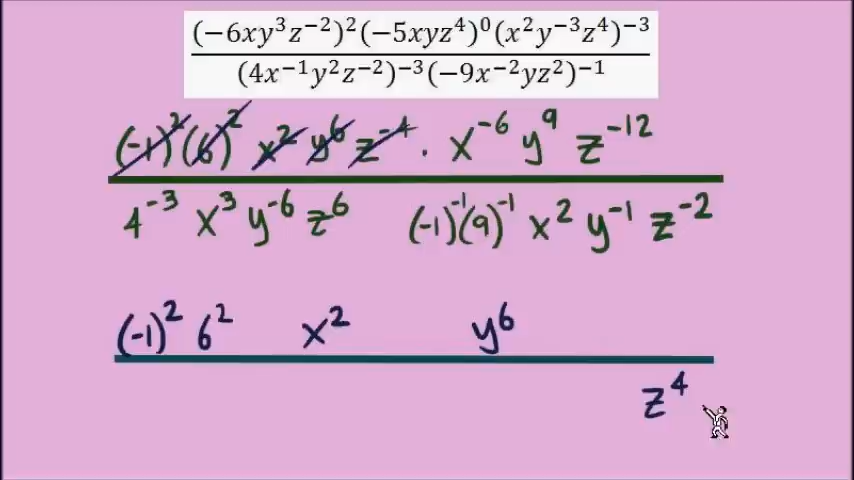 (−6xy³z⁻²)²(−5xyz⁴)⁰(x²y⁻³z⁴)⁻³
(4x⁻¹y²z⁻²)⁻³(−9x⁻²yz²)⁻¹
(-1)² (6)² x² y⁶ z⁻⁴ · x⁻⁶ y⁹ z⁻¹²
4⁻³ x³ y⁻⁶ z⁶ (-1)⁻¹(9)⁻¹ x² y⁻¹ z⁻²
(-1)² 6² x² y⁶
z⁴